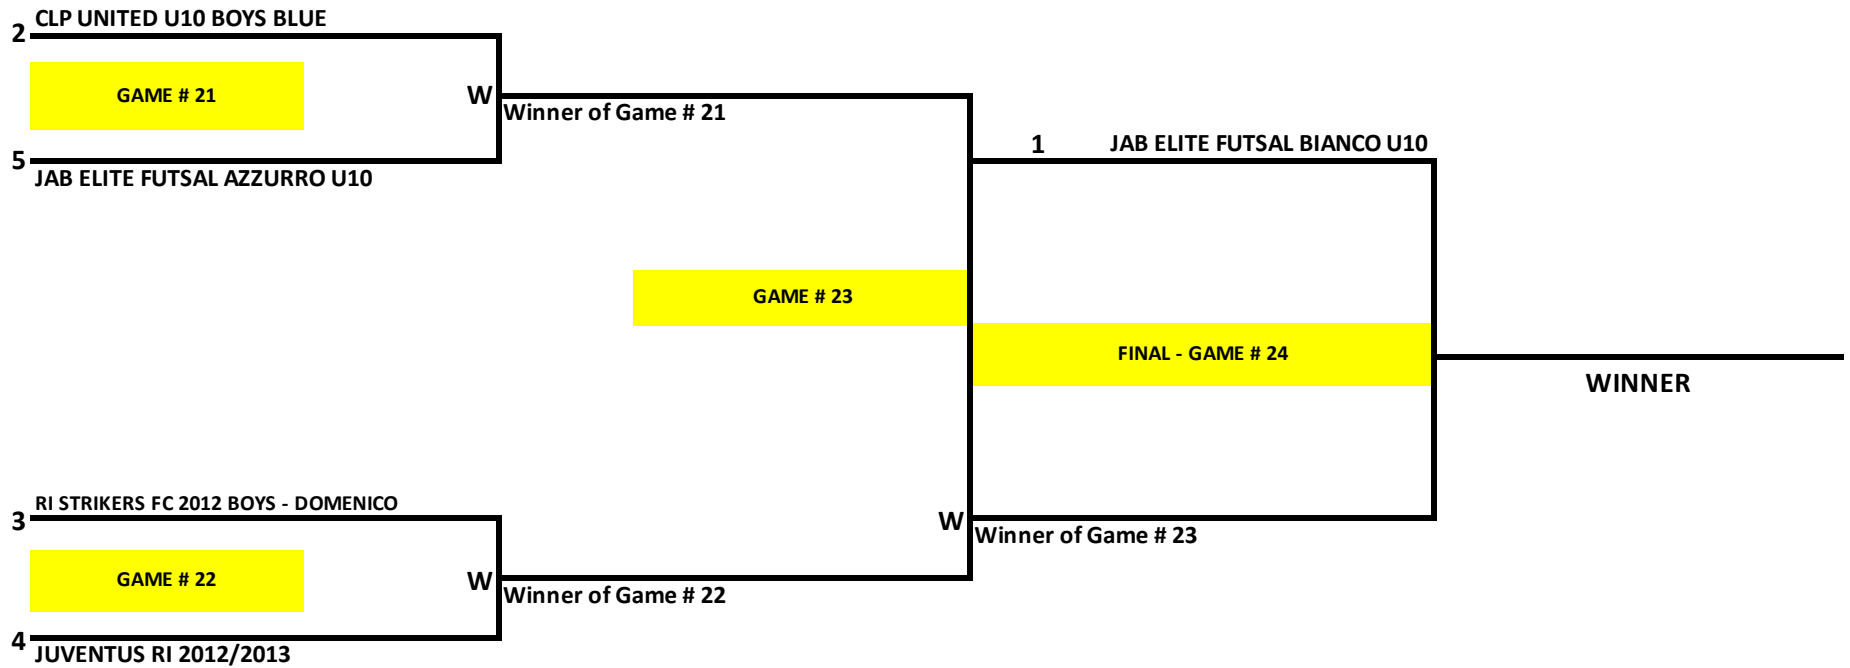 CLP UNITED U10 BOYS BLUE
2
GAME # 21
W
Winner of Game # 21
5
JAB ELITE FUTSAL AZZURRO U10
1 JAB ELITE FUTSAL BIANCO U10
GAME # 23
FINAL - GAME # 24
WINNER
RI STRIKERS FC 2012 BOYS - DOMENICO
3
W
Winner of Game # 23
GAME # 22
W
Winner of Game # 22
4
JUVENTUS RI 2012/2013